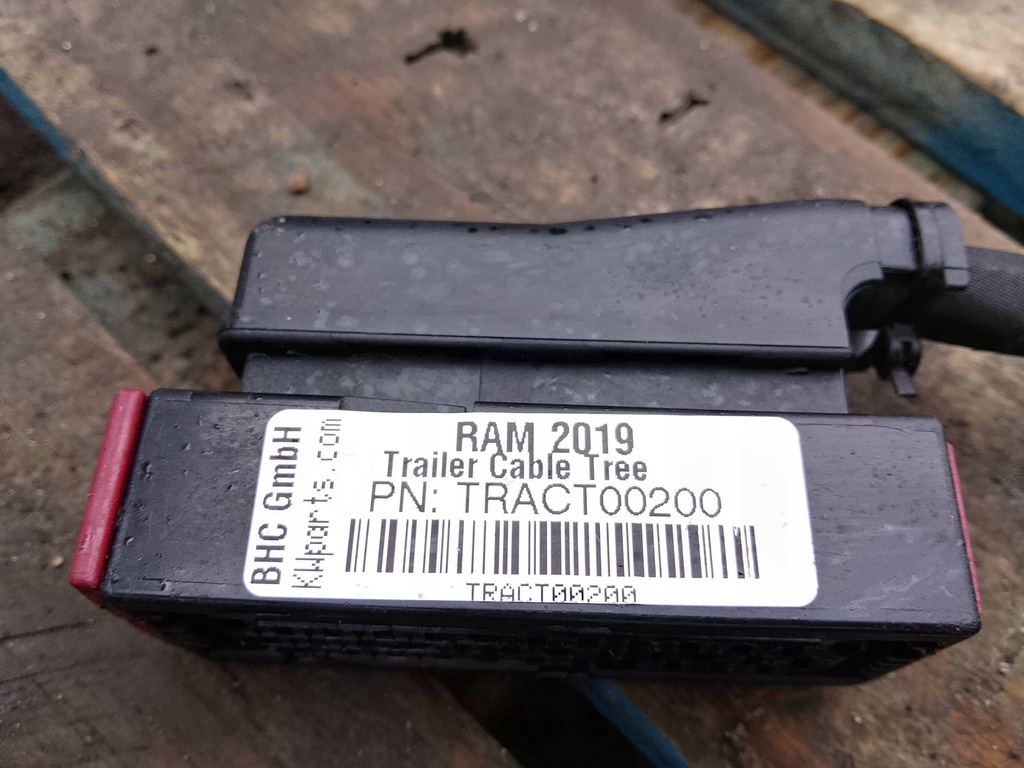 BHC GmbH
KWparts.com
RAM 2019
Trailer Cable Tree
PN: TRACT00200
TRACT00200